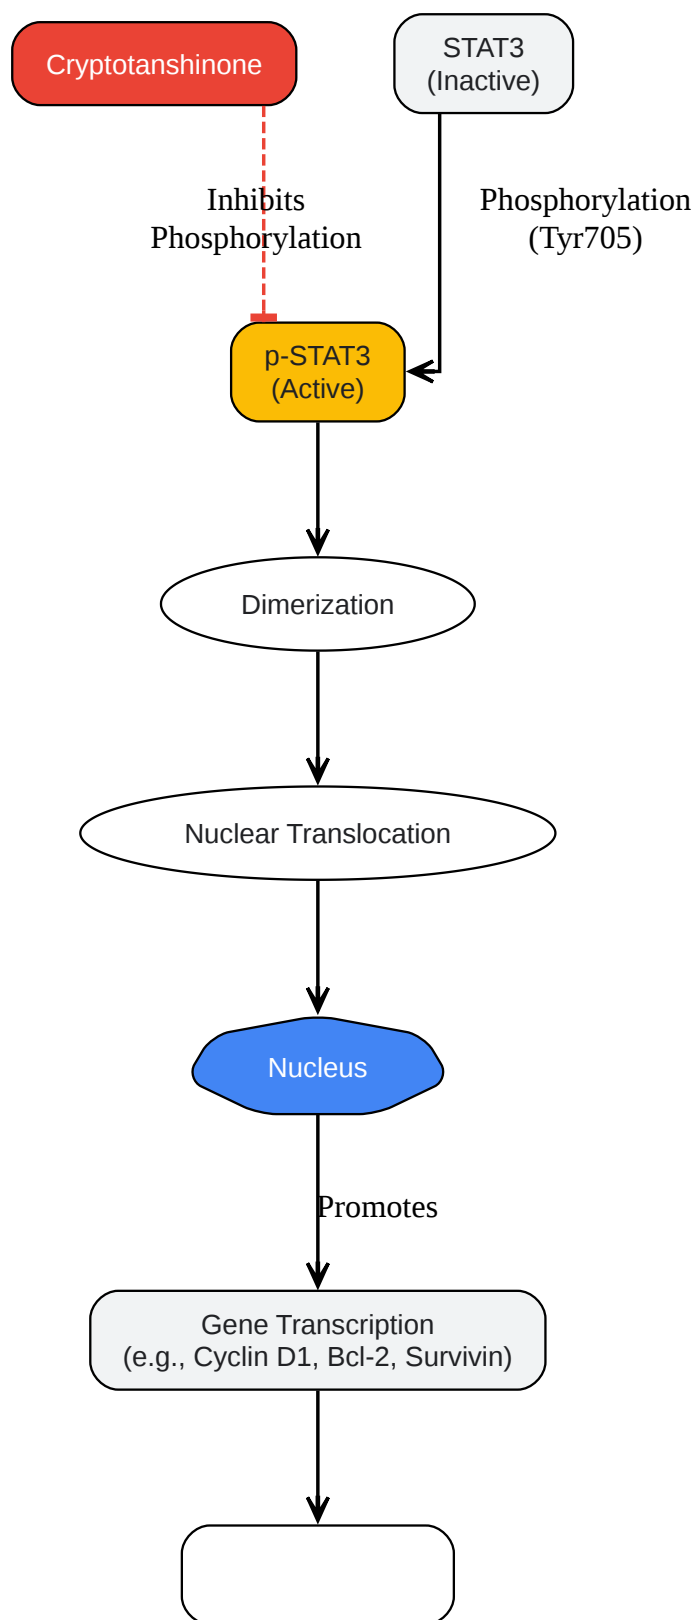 Cryptotanshinone
STAT3
(Inactive)
Inhibits
Phosphorylation
Phosphorylation
(Tyr705)
p-STAT3
(Active)
Dimerization
Nuclear Translocation
Nucleus
Promotes
Gene Transcription
(e.g., Cyclin D1, Bcl-2, Survivin)